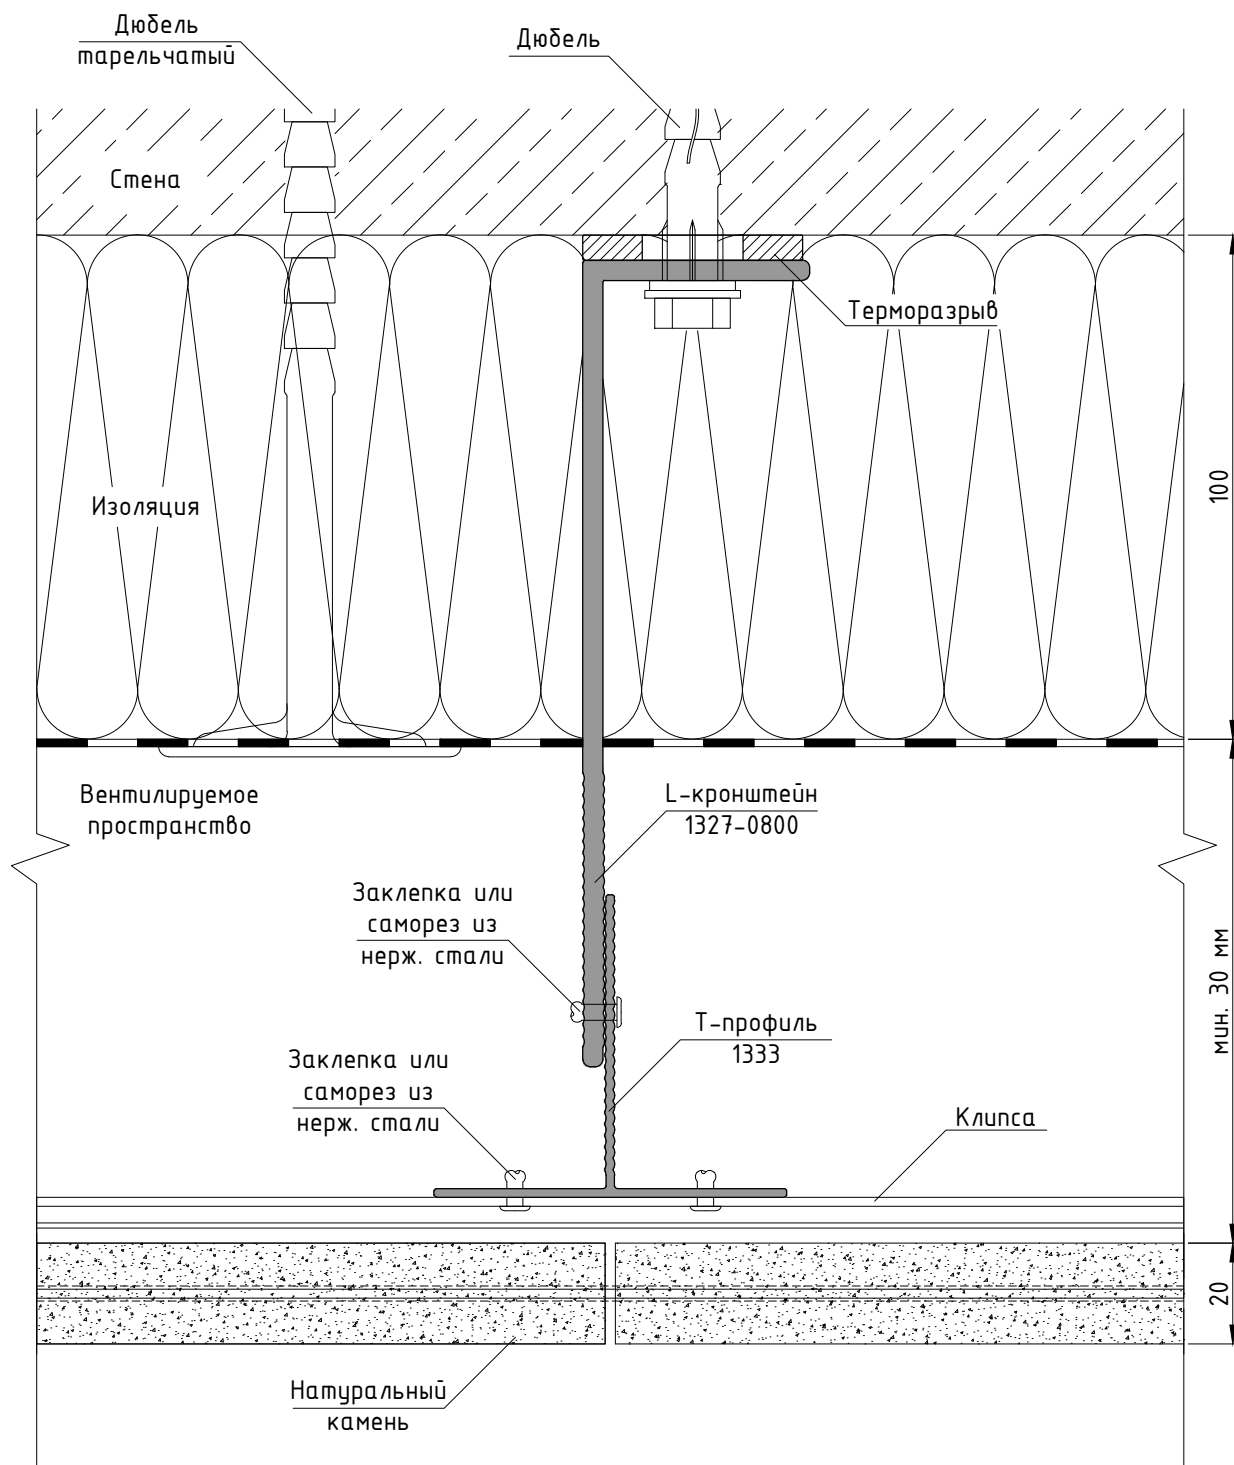 Дюбель
тарельчатый
Дюбель
Стена
Терморазрыв
Изоляция
100
Вентилируемое
пространство
L-кронштейн
1327-0800
Заклепка или
саморез из
нерж. стали
мин. 30 мм
Т-профиль
1333
Заклепка или
саморез из
нерж. стали
Клипса
20
Натуральный
камень